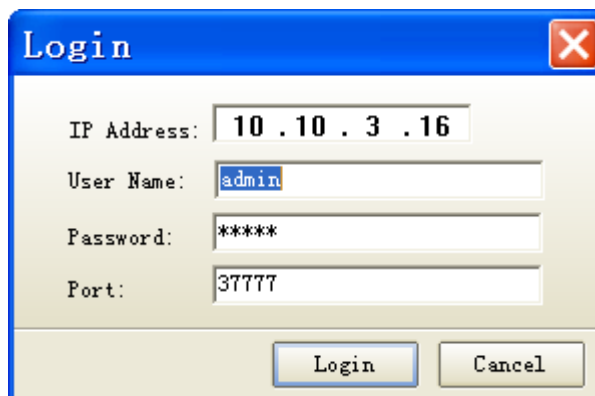 Login
IP Address: 10 .10 . 3 .16
User Name: admin
Password: *****
Port: 37777
Login Cancel